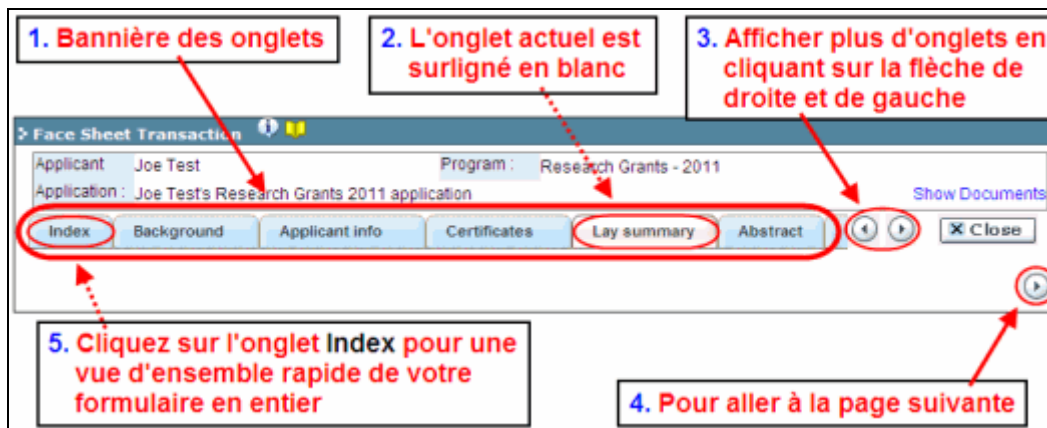 1. Bannière des onglets
2. L'onglet actuel est
surligné en blanc
3. Afficher plus d'onglets en
cliquant sur la flèche de
droite et de gauche
Face Sheet Transaction
Applicant Joe Test Program : Research Grants - 2011
Application : Joe Test's Research Grants 2011 application Show Documents
Index Background Applicant info Certificates Lay summary Abstract Close
5. Cliquez sur l'onglet Index pour une
vue d'ensemble rapide de votre
formulaire en entier
4. Pour aller à la page suivante